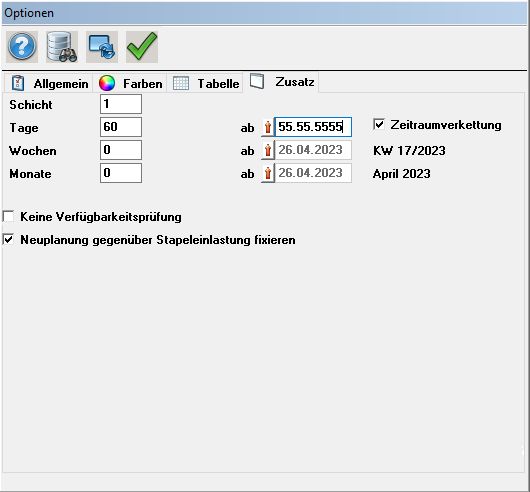 Optionen
Allgemein Farben Tabelle Zusatz
Schicht 1
Tage 60 ab 55.55.5555 Zeitraumverkettung
Wochen 0 ab 26.04.2023 KW 17/2023
Monate 0 ab 26.04.2023 April 2023
Keine Verfügbarkeitsprüfung
Neuplanung gegenüber Stapeleinlastung fixieren